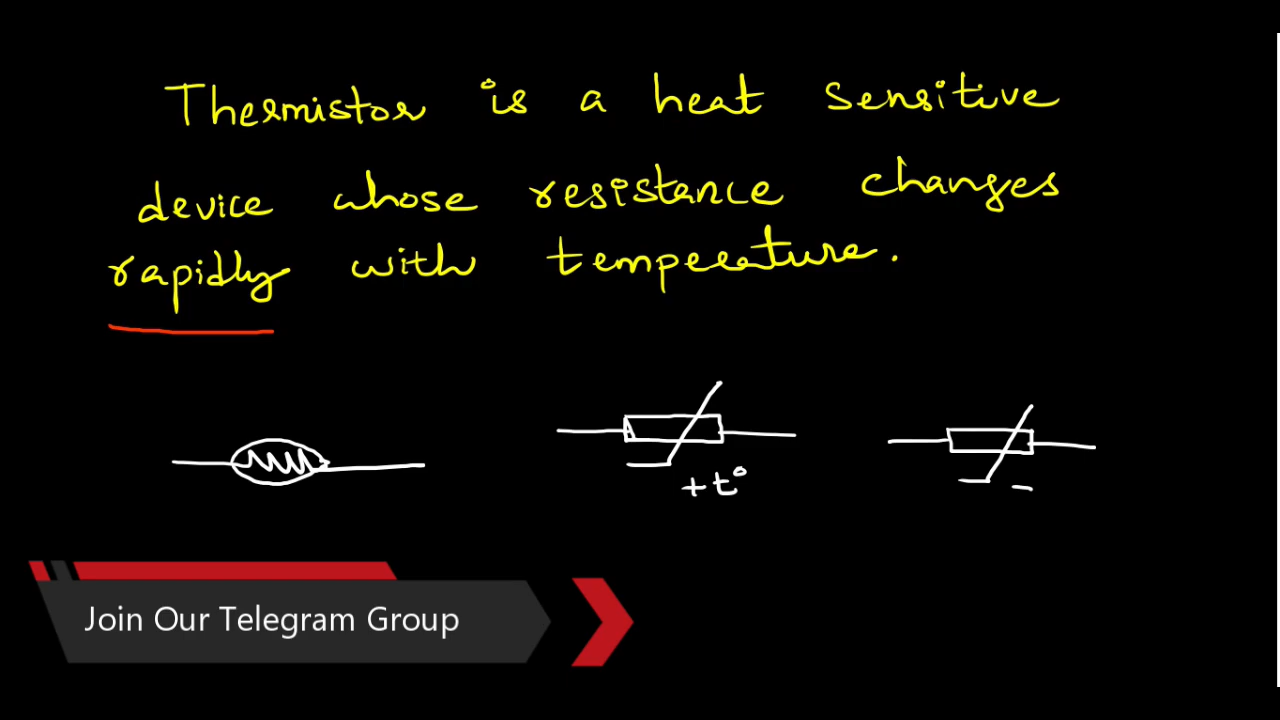 Thermistor is a heat sensitive
device whose resistance changes
rapidly with temperature.
+t°
-
Join Our Telegram Group